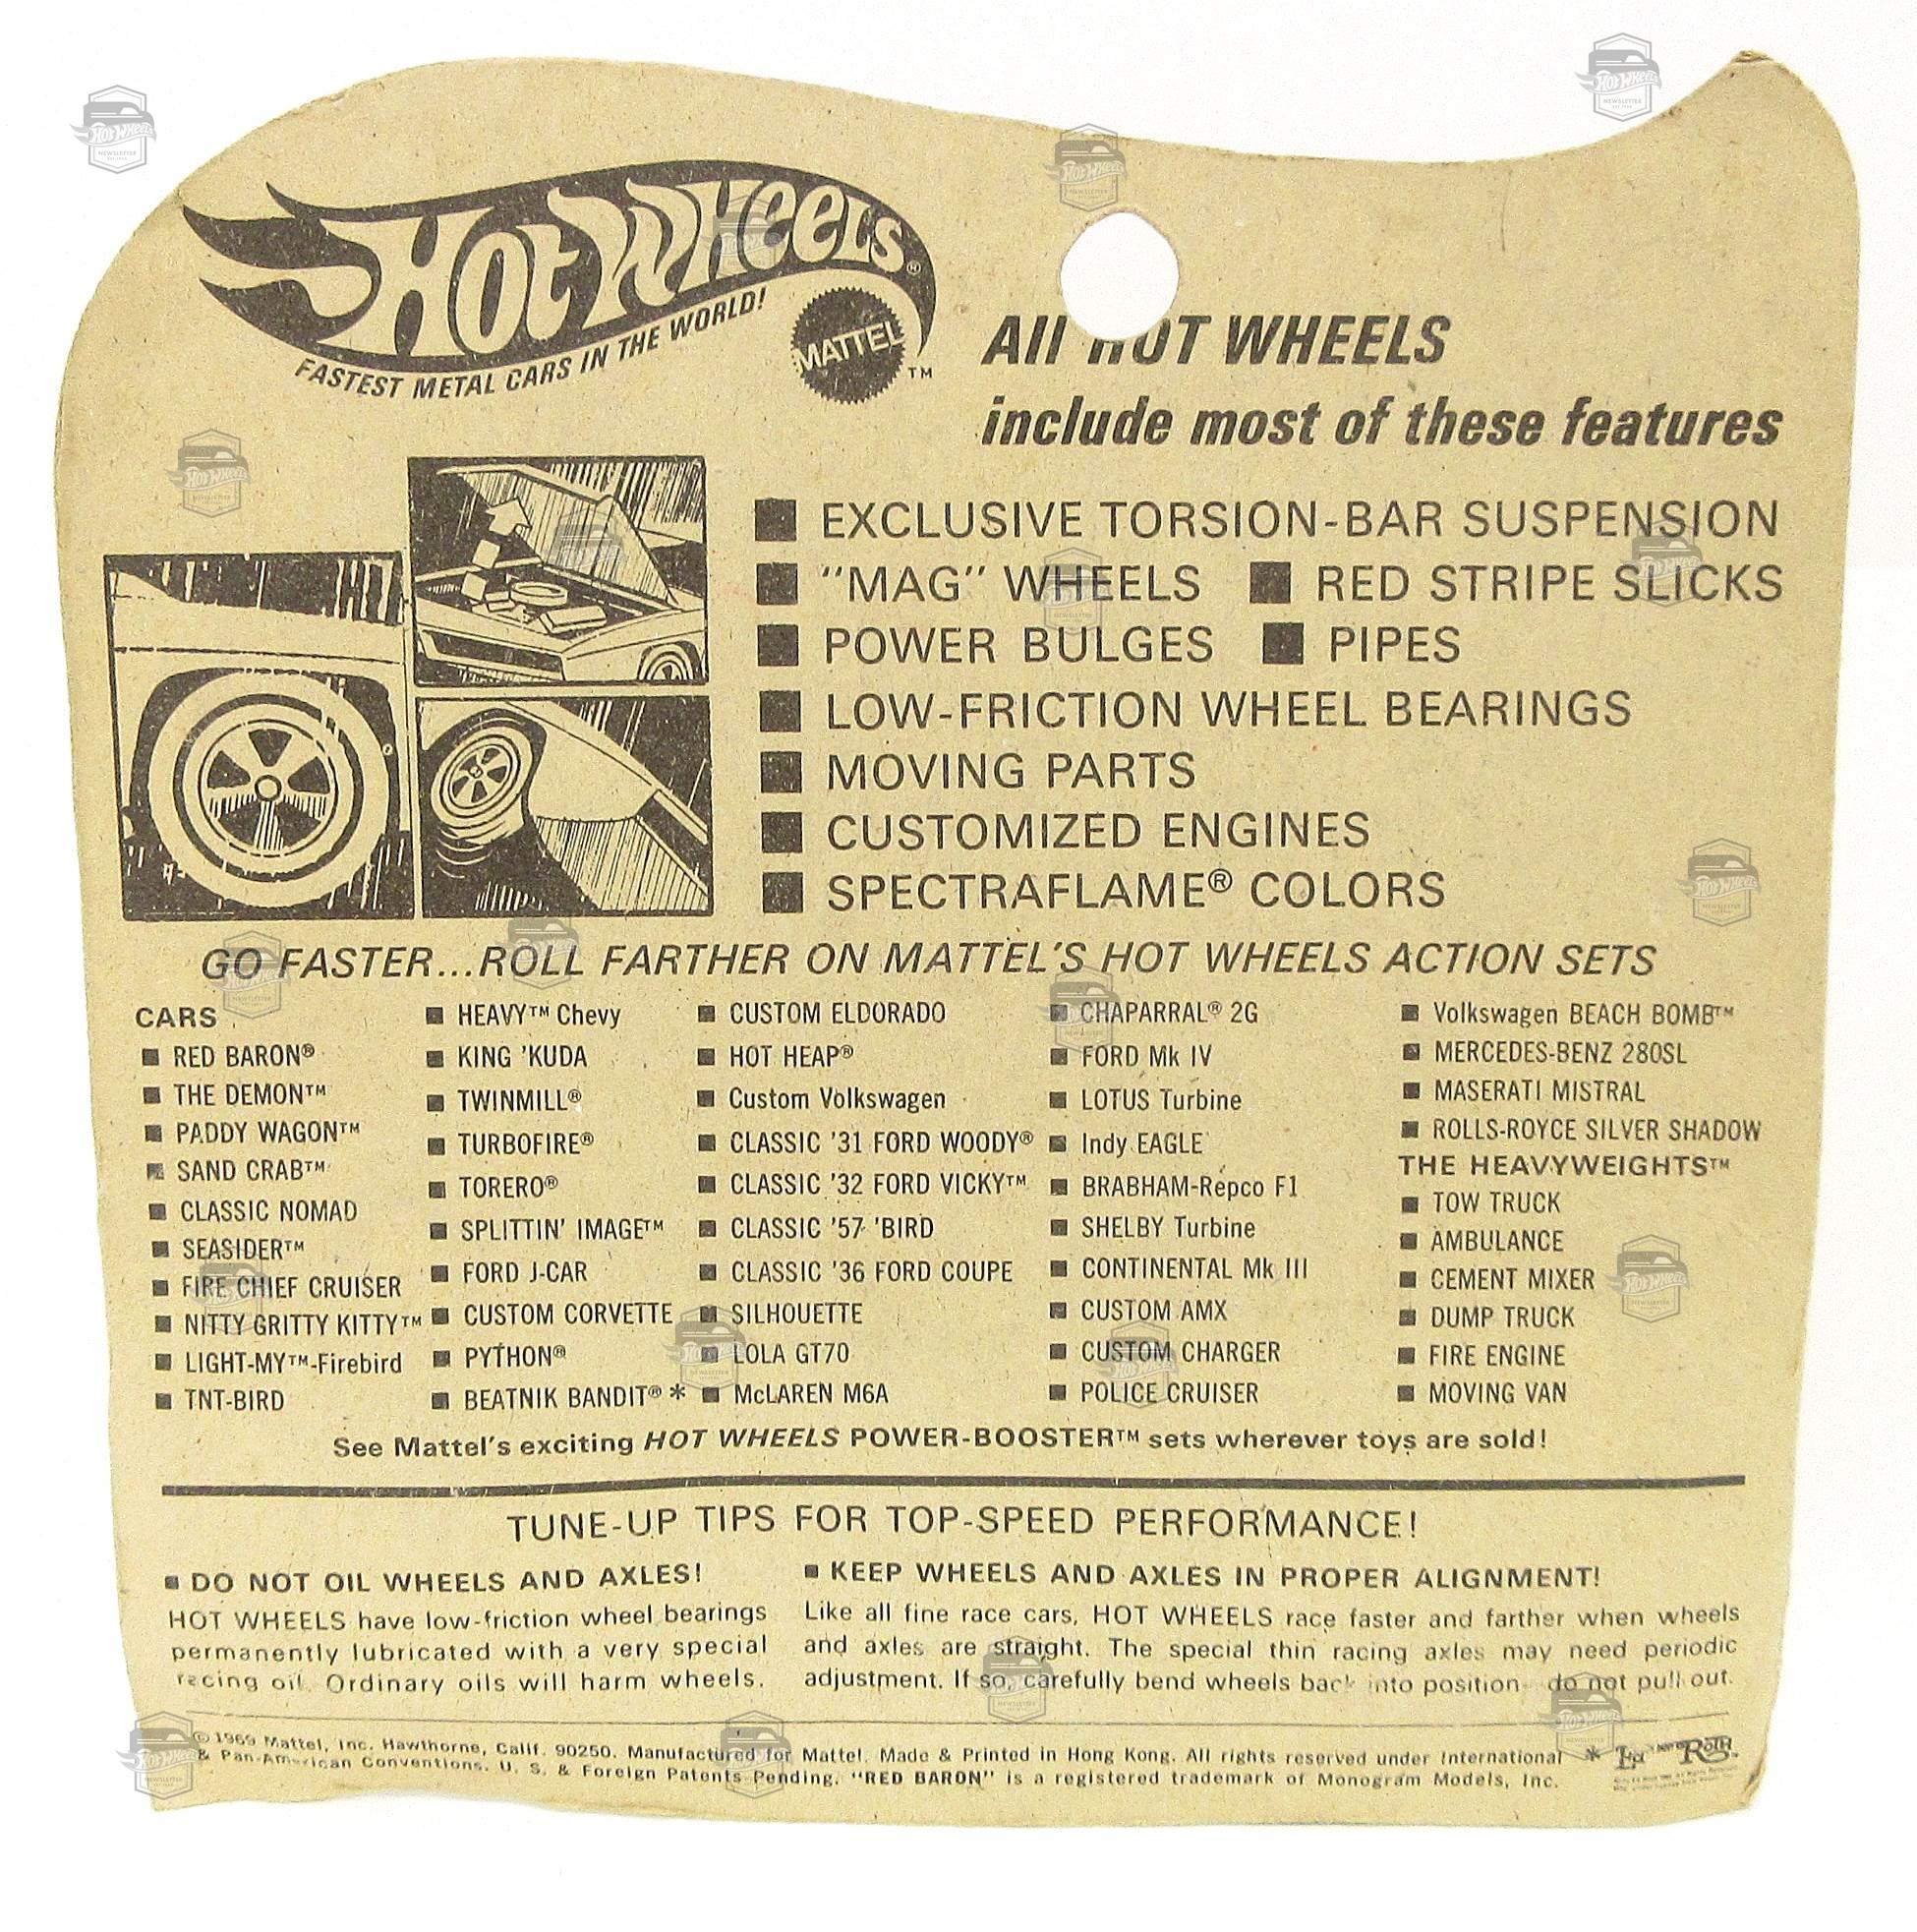 HOT WHEELS®
FASTEST METAL CARS IN THE WORLD!
MATTEL ™
All HOT WHEELS
include most of these features
■ EXCLUSIVE TORSION-BAR SUSPENSION
■ "MAG" WHEELS ■ RED STRIPE SLICKS
■ POWER BULGES ■ PIPES
■ LOW-FRICTION WHEEL BEARINGS
■ MOVING PARTS
■ CUSTOMIZED ENGINES
■ SPECTRAFLAME® COLORS
GO FASTER...ROLL FARTHER ON MATTEL'S HOT WHEELS ACTION SETS
CARS
■ RED BARON®
■ THE DEMON™
■ PADDY WAGON™
■ SAND CRAB™
■ CLASSIC NOMAD
■ SEASIDER™
■ FIRE CHIEF CRUISER
■ NITTY GRITTY KITTY™
■ LIGHT-MY™-Firebird
■ TNT-BIRD
■ HEAVY™ Chevy
■ KING 'KUDA
■ TWINMILL®
■ TURBOFIRE®
■ TORERO®
■ SPLITTIN' IMAGE™
■ FORD J-CAR
■ CUSTOM CORVETTE
■ PYTHON®
■ BEATNIK BANDIT® *
■ CUSTOM ELDORADO
■ HOT HEAP®
■ Custom Volkswagen
■ CLASSIC '31 FORD WOODY®
■ CLASSIC '32 FORD VICKY™
■ CLASSIC '57 'BIRD
■ CLASSIC '36 FORD COUPE
■ SILHOUETTE
■ LOLA GT70
■ McLAREN M6A
■ CHAPARRAL® 2G
■ FORD Mk IV
■ LOTUS Turbine
■ Indy EAGLE
■ BRABHAM-Repco F1
■ SHELBY Turbine
■ CONTINENTAL Mk III
■ CUSTOM AMX
■ CUSTOM CHARGER
■ POLICE CRUISER
■ Volkswagen BEACH BOMB™
■ MERCEDES-BENZ 280SL
■ MASERATI MISTRAL
■ ROLLS-ROYCE SILVER SHADOW
THE HEAVYWEIGHTS™
■ TOW TRUCK
■ AMBULANCE
■ CEMENT MIXER
■ DUMP TRUCK
■ FIRE ENGINE
■ MOVING VAN
See Mattel's exciting HOT WHEELS POWER-BOOSTER™ sets wherever toys are sold!
TUNE-UP TIPS FOR TOP-SPEED PERFORMANCE!
■ DO NOT OIL WHEELS AND AXLES!
HOT WHEELS have low-friction wheel bearings
permanently lubricated with a very special
racing oil. Ordinary oils will harm wheels.
■ KEEP WHEELS AND AXLES IN PROPER ALIGNMENT!
Like all fine race cars, HOT WHEELS race faster and farther when wheels
and axles are straight. The special thin racing axles may need periodic
adjustment. If so, carefully bend wheels back into position- do not pull out.
© 1969 Mattel, Inc. Hawthorne, Calif. 90250. Manufactured for Mattel. Made & Printed in Hong Kong. All rights reserved under International
& Pan-American Conventions. U. S. & Foreign Patents Pending. "RED BARON" is a registered trademark of Monogram Models, Inc.
* Ed Roth